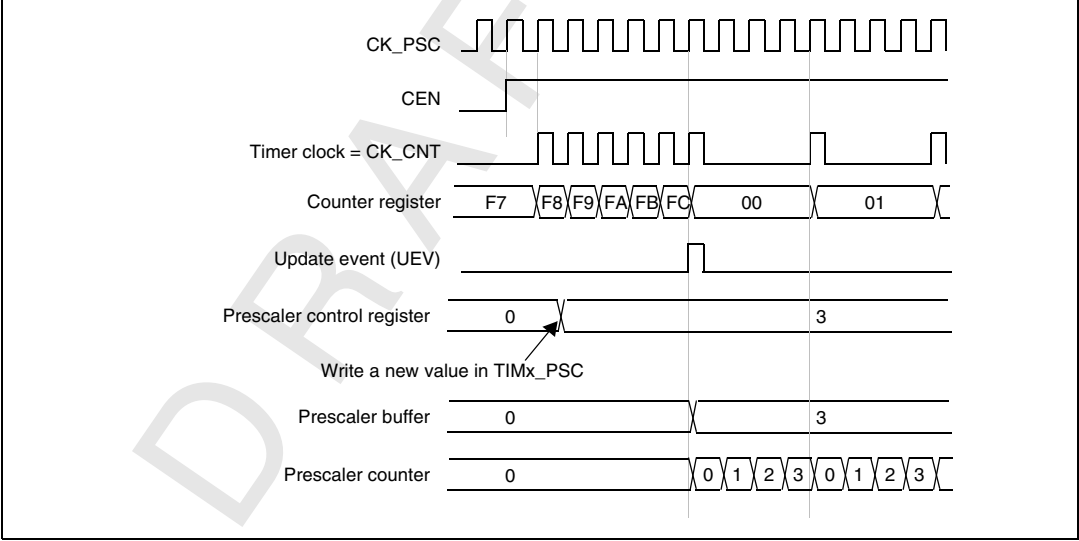 CK_PSC
CEN
Timer clock = CK_CNT
Counter register F7 F8 F9 FA FB FC 00 01
Update event (UEV)
Prescaler control register 0 3
Write a new value in TIMx_PSC
Prescaler buffer 0 3
Prescaler counter 0 0 1 2 3 0 1 2 3
DRAF